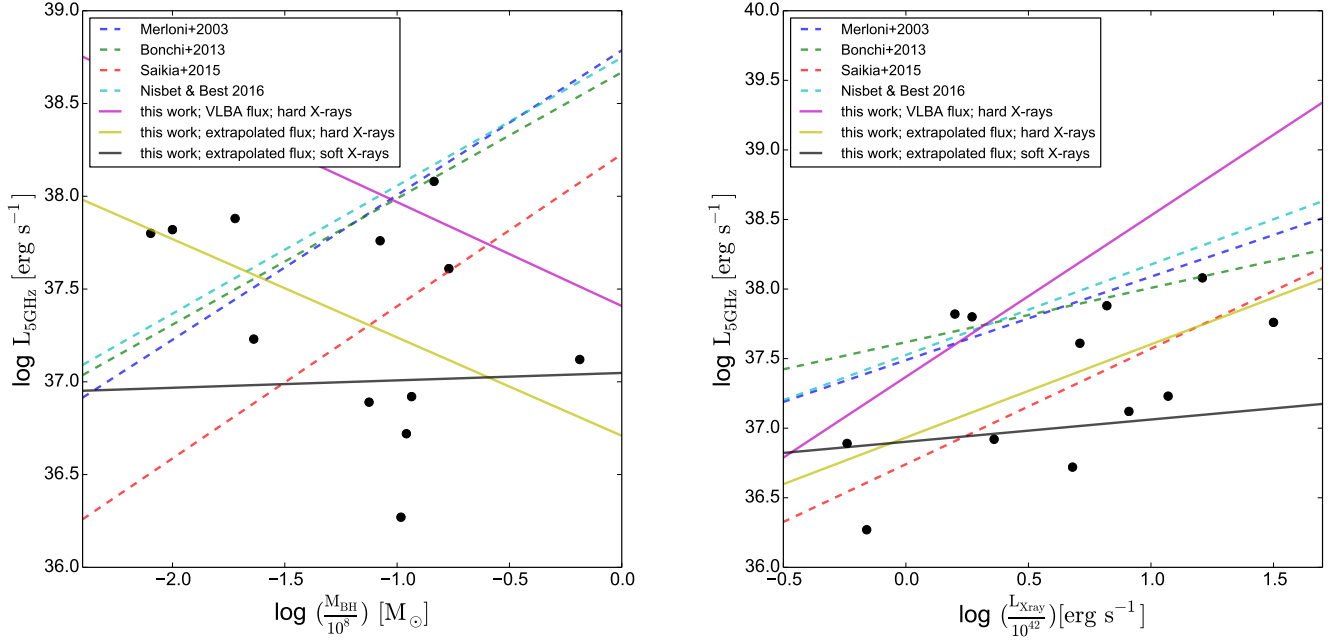 39.0
38.5
38.0
37.5
37.0
36.5
36.0
log L5GHz [erg s−1]
Merloni+2003
Bonchi+2013
Saikia+2015
Nisbet & Best 2016
this work; VLBA flux; hard X-rays
this work; extrapolated flux; hard X-rays
this work; extrapolated flux; soft X-rays
−2.0 −1.5 −1.0 −0.5 0.0
log (MBH/10^8) [M⊙]
40.0
39.5
39.0
38.5
38.0
37.5
37.0
36.5
36.0
log L5GHz [erg s−1]
Merloni+2003
Bonchi+2013
Saikia+2015
Nisbet & Best 2016
this work; VLBA flux; hard X-rays
this work; extrapolated flux; hard X-rays
this work; extrapolated flux; soft X-rays
−0.5 0.0 0.5 1.0 1.5
log (LXray/10^42)[erg s−1]